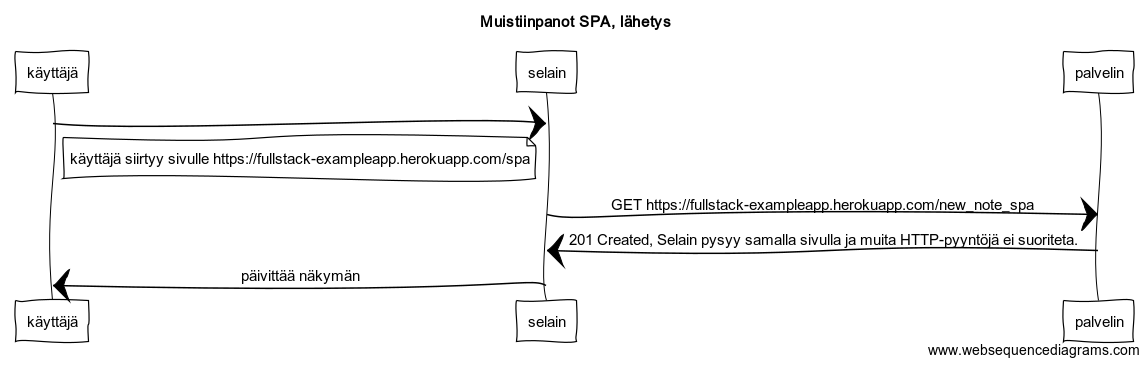 Muistiinpanot SPA, lähetys
käyttäjä
selain
palvelin
käyttäjä siirtyy sivulle https://fullstack-exampleapp.herokuapp.com/spa
GET https://fullstack-exampleapp.herokuapp.com/new_note_spa
201 Created, Selain pysyy samalla sivulla ja muita HTTP-pyyntöjä ei suoriteta.
päivittää näkymän
käyttäjä
selain
palvelin
www.websequencediagrams.com